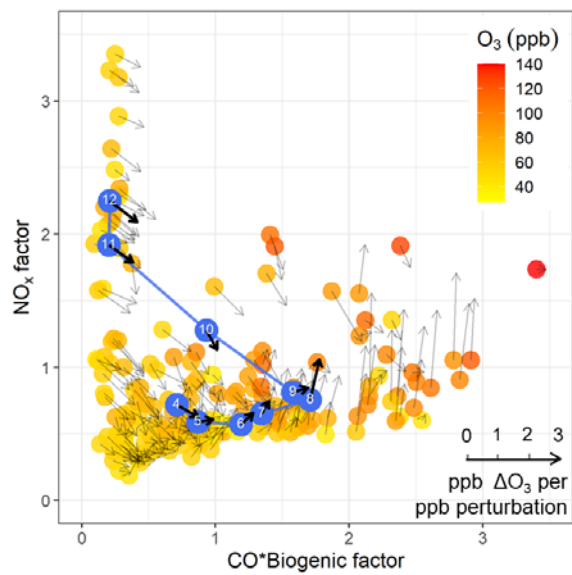 O₃ (ppb)
140
120
100
80
60
40
3
2
1
0
NOₓ factor
12
11
10
9
8
7
6
5
4
0 1 2 3
ppb ΔO₃ per
ppb perturbation
0 1 2 3
CO*Biogenic factor